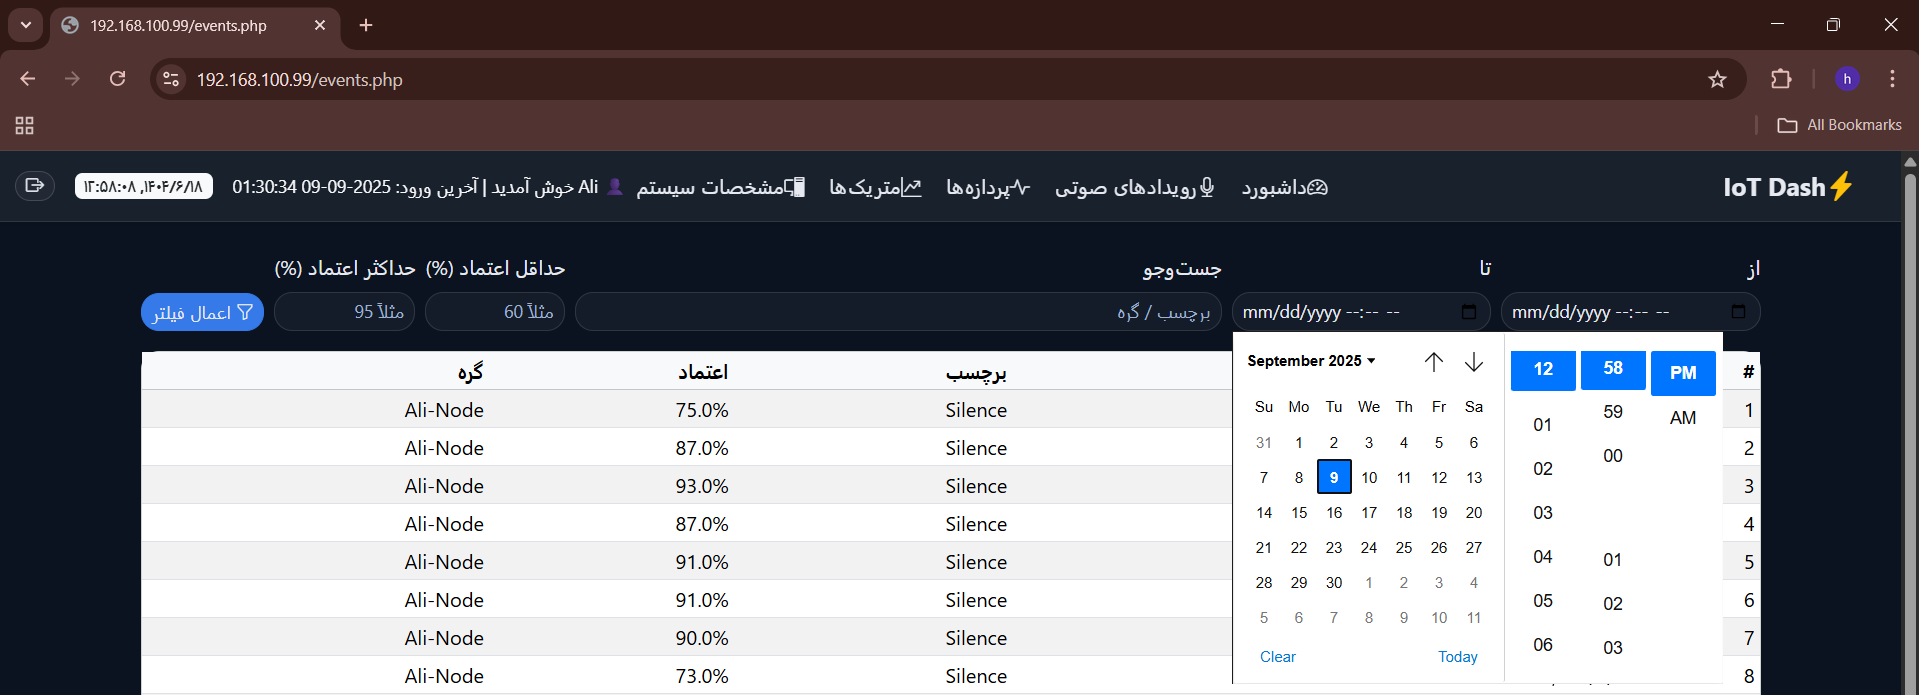 192.168.100.99/events.php
192.168.100.99/events.php
h
All Bookmarks
IoT Dash
داشبورد
رویدادهای صوتی
پردازه‌ها
متریک‌ها
مشخصات سیستم
Ali خوش آمدید | آخرین ورود: 2025-09-09 01:30:34
۱۴۰۴/۶/۱۸, ۱۲:۵۸:۰۸
از
تا
جست‌وجو
حداقل اعتماد (%)
حداکثر اعتماد (%)
mm/dd/yyyy --:-- --
mm/dd/yyyy --:-- --
برچسب / گره
مثلاً 60
مثلاً 95
اعمال فیلتر
# برچسب اعتماد گره
1 Silence 75.0% Ali-Node
2 Silence 87.0% Ali-Node
3 Silence 93.0% Ali-Node
4 Silence 87.0% Ali-Node
5 Silence 91.0% Ali-Node
6 Silence 91.0% Ali-Node
7 Silence 90.0% Ali-Node
8 Silence 73.0% Ali-Node
September 2025
Su Mo Tu We Th Fr Sa
31 1 2 3 4 5 6
7 8 9 10 11 12 13
14 15 16 17 18 19 20
21 22 23 24 25 26 27
28 29 30 1 2 3 4
5 6 7 8 9 10 11
Clear Today
12 58 PM
01 59 AM
02 00
03
04 01
05 02
06 03